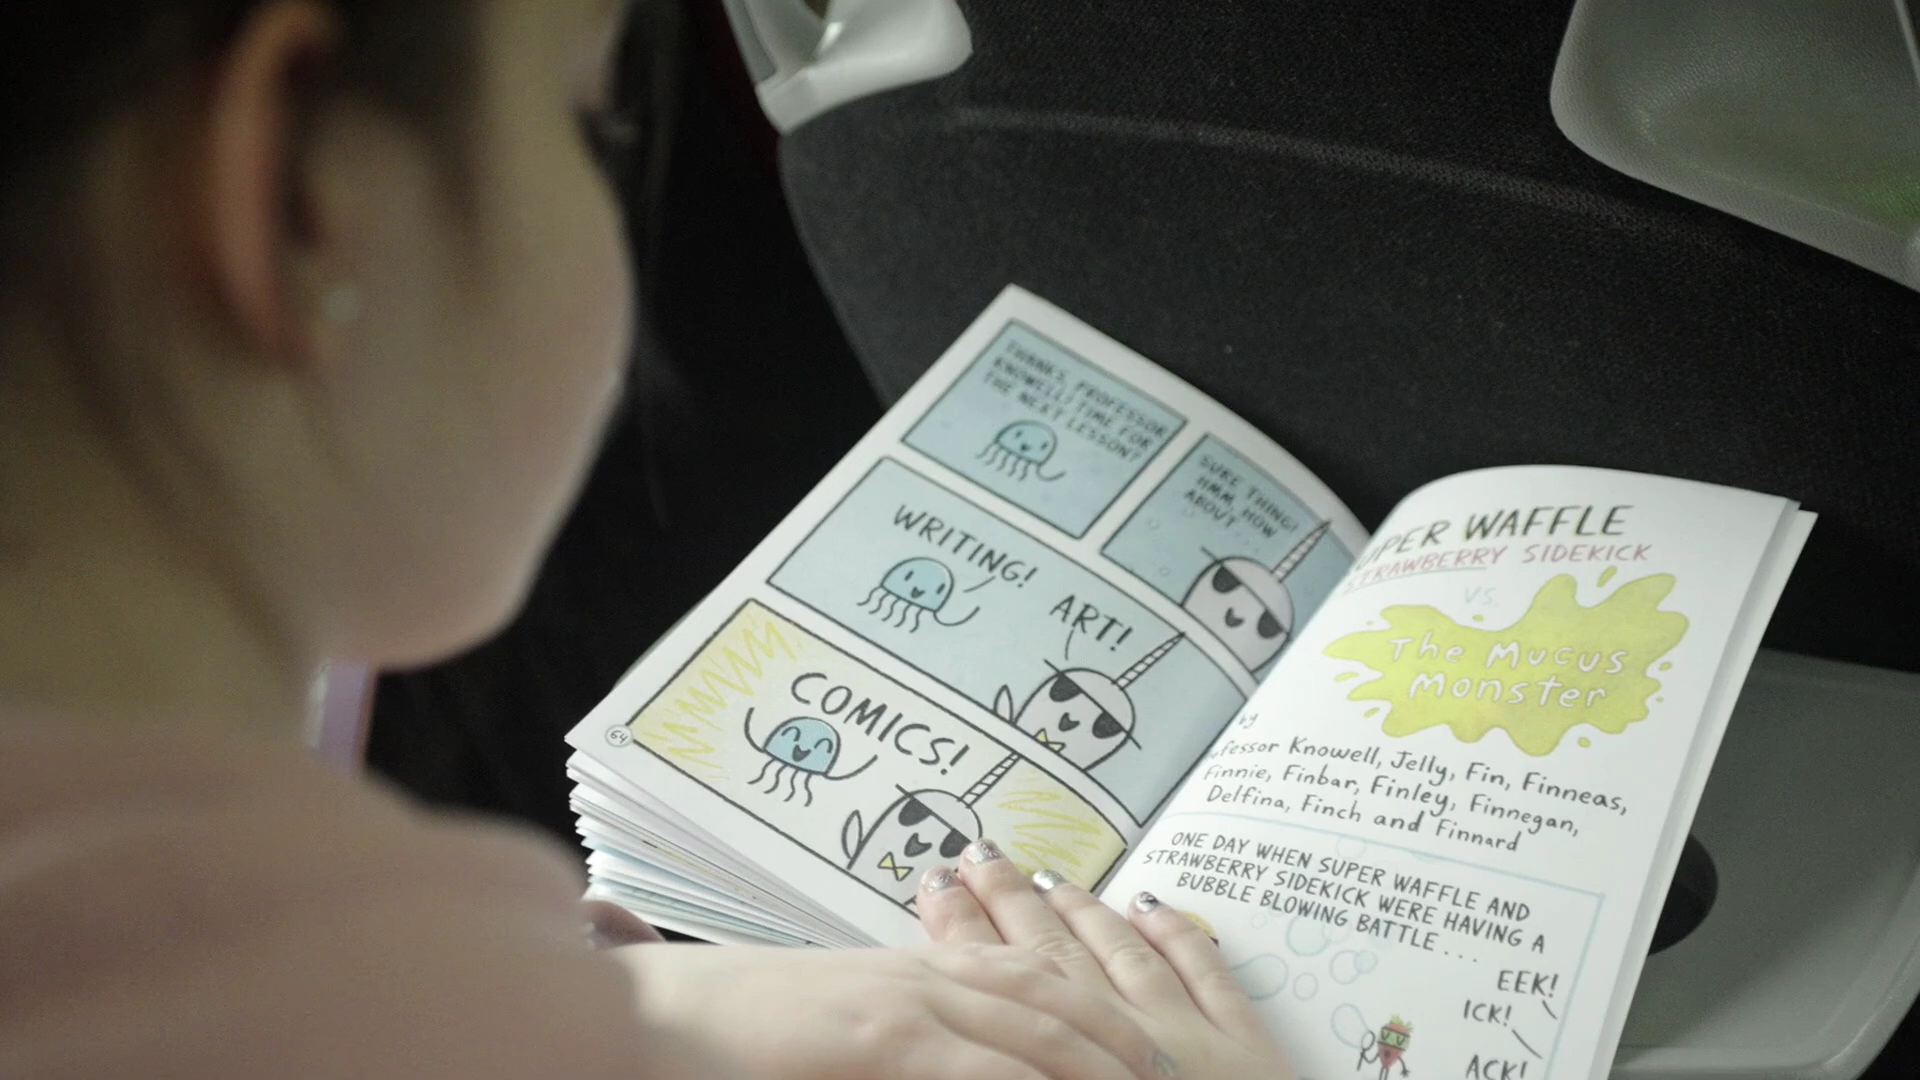 THANKS, PROFESSOR
KNOWELL! TIME FOR
THE NEXT LESSON?
SURE THING!
HMM, HOW
ABOUT...
WRITING!
ART!
COMICS!
64
WAFFLE
STRAWBERRY SIDEKICK
VS.
The Mucus
Monster
by
Knowell, Jelly, Fin, Finneas,
Finnie, Finbar, Finley, Finnegan,
Delfina, Finch and Finnard
ONE DAY WHEN SUPER WAFFLE AND
STRAWBERRY SIDEKICK WERE HAVING A
BUBBLE BLOWING BATTLE....
EEK!
ICK!
ACK!